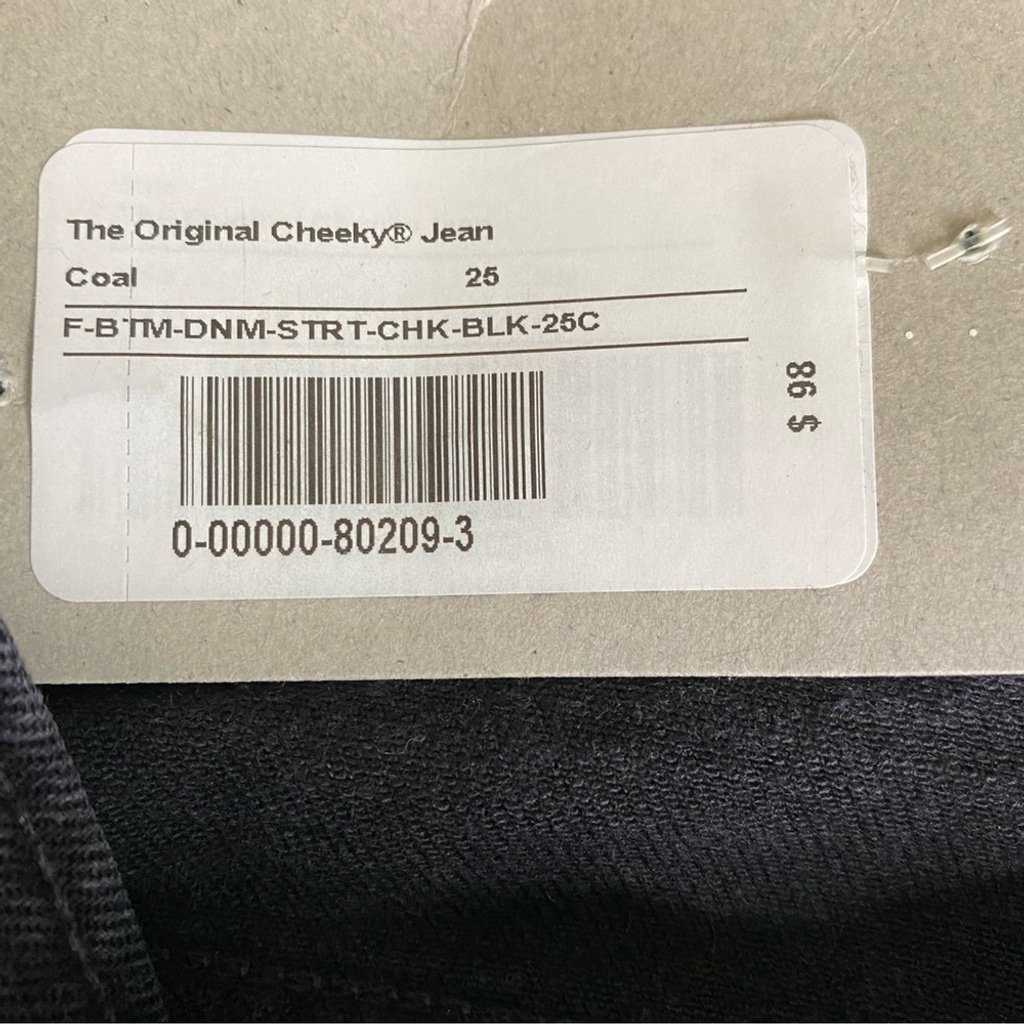 The Original Cheeky® Jean
Coal 25
F-BTM-DNM-STRT-CHK-BLK-25C
$ 98
0-00000-80209-3